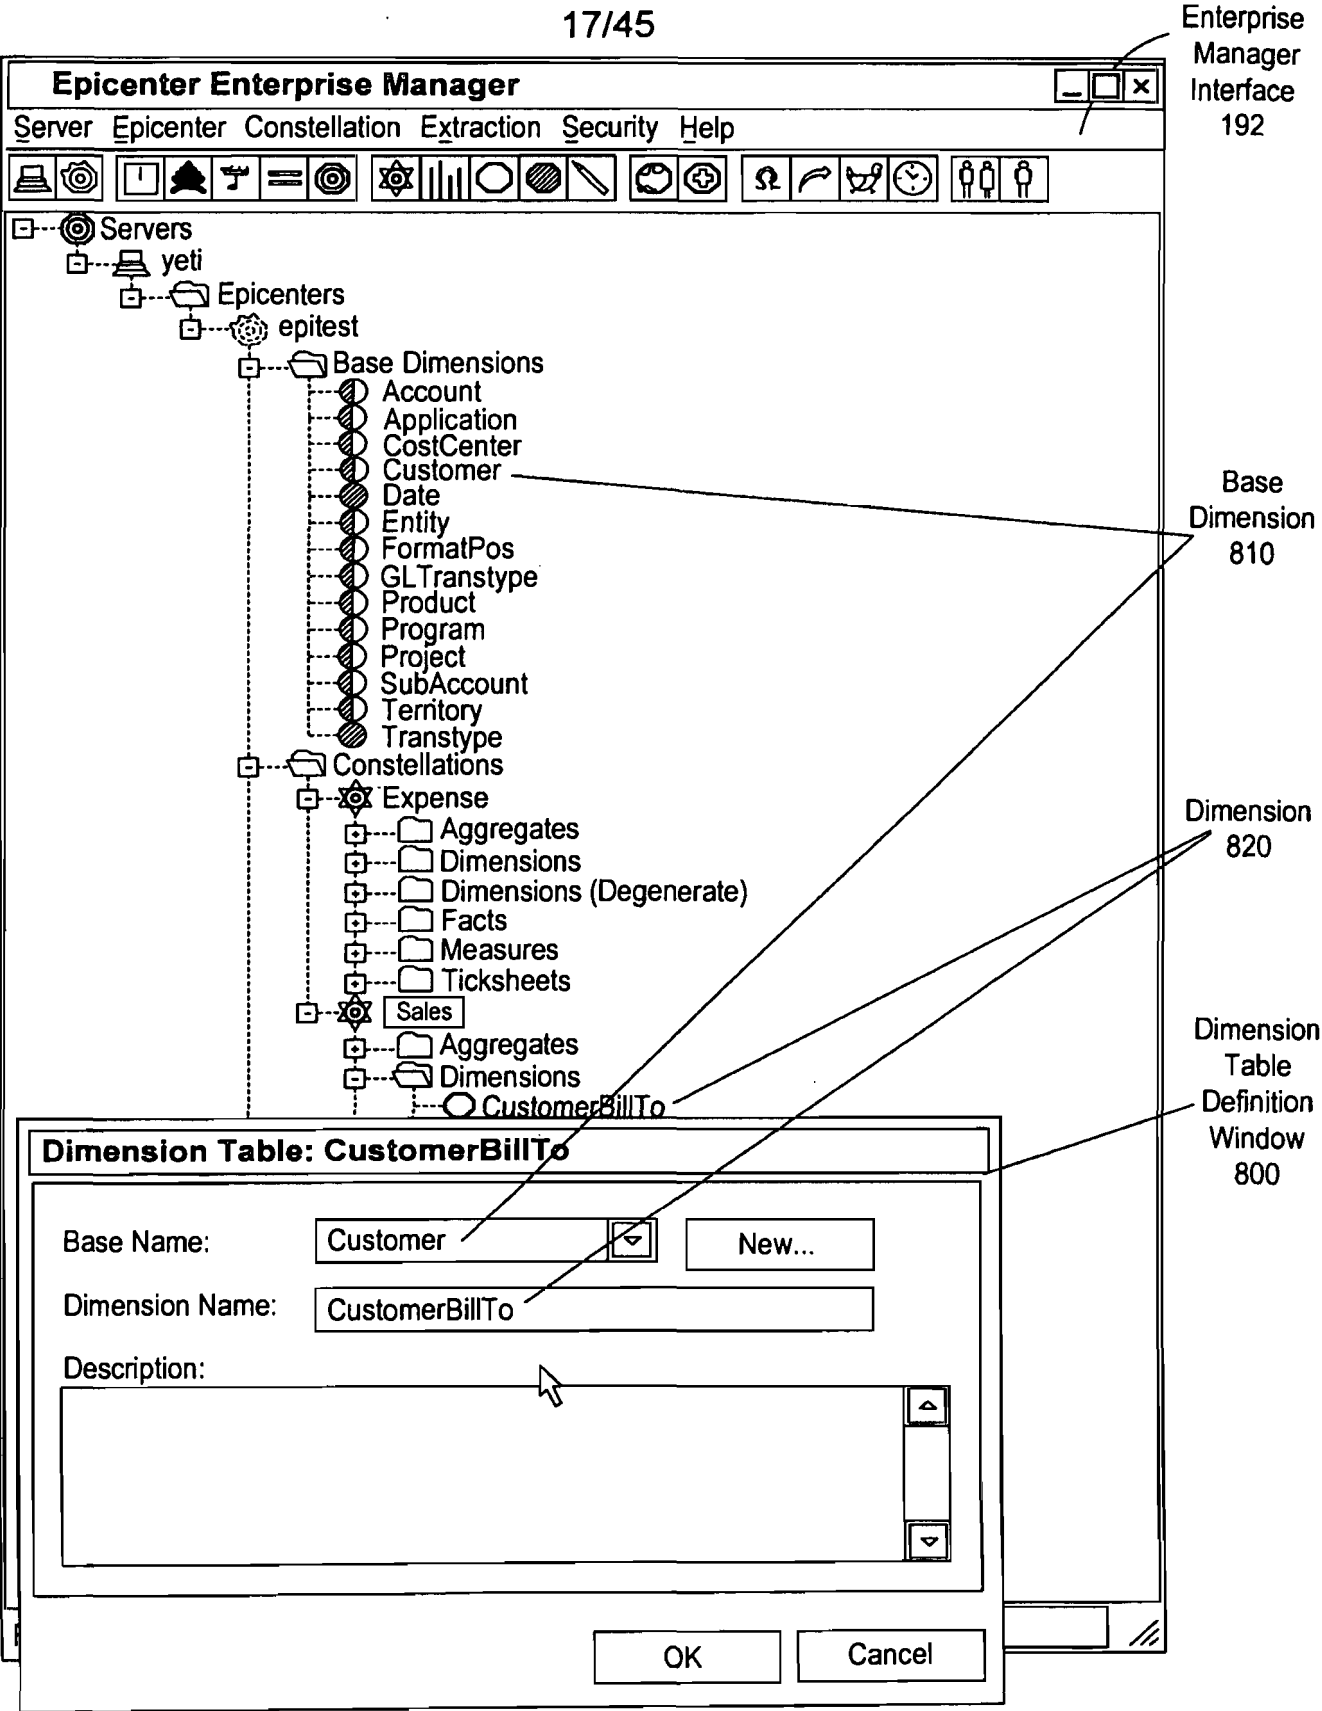 17/45
Enterprise
Manager
Interface
192
Epicenter Enterprise Manager
Server Epicenter Constellation Extraction Security Help
Servers
yeti
Epicenters
epitest
Base Dimensions
Account
Application
CostCenter
Customer
Date
Entity
FormatPos
GLTranstype
Product
Program
Project
SubAccount
Territory
Transtype
Base
Dimension
810
Constellations
Expense
Aggregates
Dimensions
Dimensions (Degenerate)
Facts
Measures
Ticksheets
Dimension
820
Sales
Aggregates
Dimensions
CustomerBillTo
Dimension
Table
Definition
Window
800
Dimension Table: CustomerBillTo
Base Name:
Customer
New...
Dimension Name:
CustomerBillTo
Description:
OK
Cancel